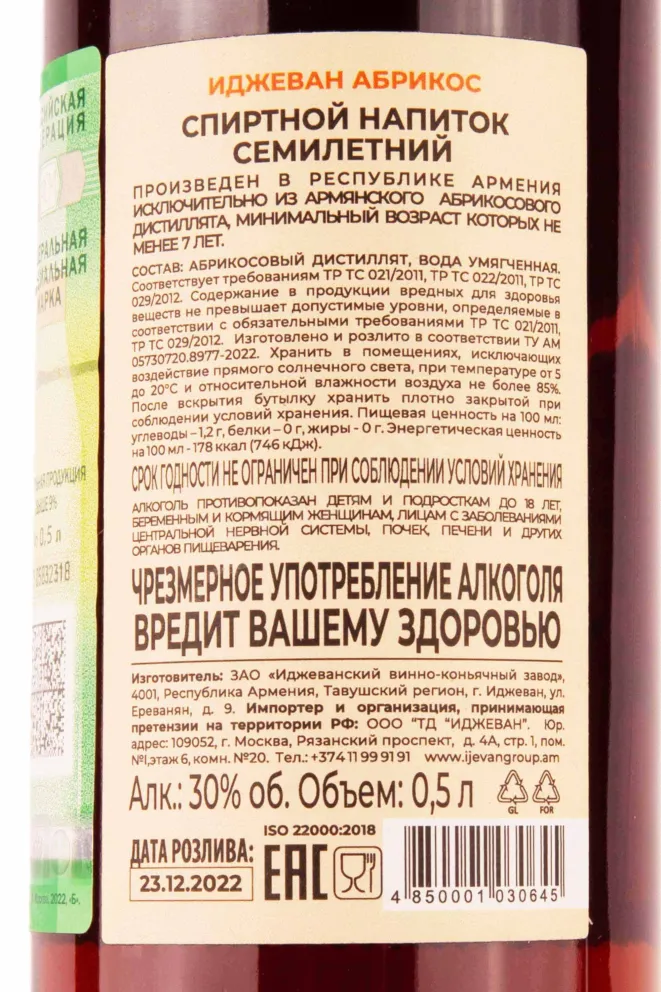 ИДЖЕВАН АБРИКОС
СПИРТНОЙ НАПИТОК
СЕМИЛЕТНИЙ
ПРОИЗВЕДЕН В РЕСПУБЛИКЕ АРМЕНИЯ
ИСКЛЮЧИТЕЛЬНО ИЗ АРМЯНСКОГО АБРИКОСОВОГО
ДИСТИЛЛЯТА, МИНИМАЛЬНЫЙ ВОЗРАСТ КОТОРЫХ НЕ
МЕНЕЕ 7 ЛЕТ.
СОСТАВ: АБРИКОСОВЫЙ ДИСТИЛЛЯТ, ВОДА УМЯГЧЕННАЯ.
Соответствует требованиям ТР ТС 021/2011, ТР ТС 022/2011, ТР ТС
029/2012. Содержание в продукции вредных для здоровья
веществ не превышает допустимые уровни, определяемые в
соответствии с обязательными требованиями ТР ТС 021/2011,
ТР ТС 029/2012. Изготовлено и розлито в соответствии ТУ АМ
05730720.8977-2022. Хранить в помещениях, исключающих
воздействие прямого солнечного света, при температуре от 5
до 20°С и относительной влажности воздуха не более 85%.
После вскрытия бутылку хранить плотно закрытой при
соблюдении условий хранения. Пищевая ценность на 100 мл:
углеводы – 1,2 г, белки – 0 г, жиры - 0 г. Энергетическая ценность
на 100 мл - 178 ккал (746 кДж).
СРОК ГОДНОСТИ НЕ ОГРАНИЧЕН ПРИ СОБЛЮДЕНИИ УСЛОВИЙ ХРАНЕНИЯ
АЛКОГОЛЬ ПРОТИВОПОКАЗАН ДЕТЯМ И ПОДРОСТКАМ ДО 18 ЛЕТ,
БЕРЕМЕННЫМ И КОРМЯЩИМ ЖЕНЩИНАМ, ЛИЦАМ С ЗАБОЛЕВАНИЯМИ
ЦЕНТРАЛЬНОЙ НЕРВНОЙ СИСТЕМЫ, ПОЧЕК, ПЕЧЕНИ И ДРУГИХ
ОРГАНОВ ПИЩЕВАРЕНИЯ.
ЧРЕЗМЕРНОЕ УПОТРЕБЛЕНИЕ АЛКОГОЛЯ
ВРЕДИТ ВАШЕМУ ЗДОРОВЬЮ
Изготовитель: ЗАО «Иджеванский винно-коньячный завод»,
4001, Республика Армения, Тавушский регион, г. Иджеван, ул.
Ереванян, д. 9. Импортер и организация, принимающая
претензии на территории РФ: ООО "ТД "ИДЖЕВАН". Юр.
адрес: 109052, г. Москва, Рязанский проспект, д. 4А, стр. 1, пом.
№I, этаж 6, комн. №20. Тел.: +374 11 99 91 91 www.ijevangroup.am
Алк.: 30% об. Объем: 0,5 л
GL FOR
ISO 22000:2018
ДАТА РОЗЛИВА:
23.12.2022
EAC
4 850001 030645
0,5 л
2022, «Б».